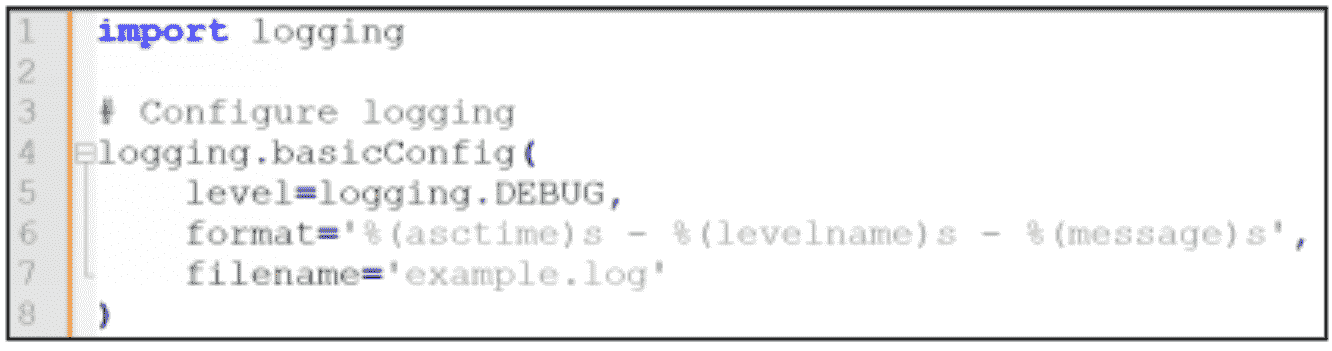 1 import logging
2
3 # Configure logging
4 logging.basicConfig(
5     level=logging.DEBUG,
6     format='%(asctime)s - %(levelname)s - %(message)s',
7     filename='example.log'
8 )